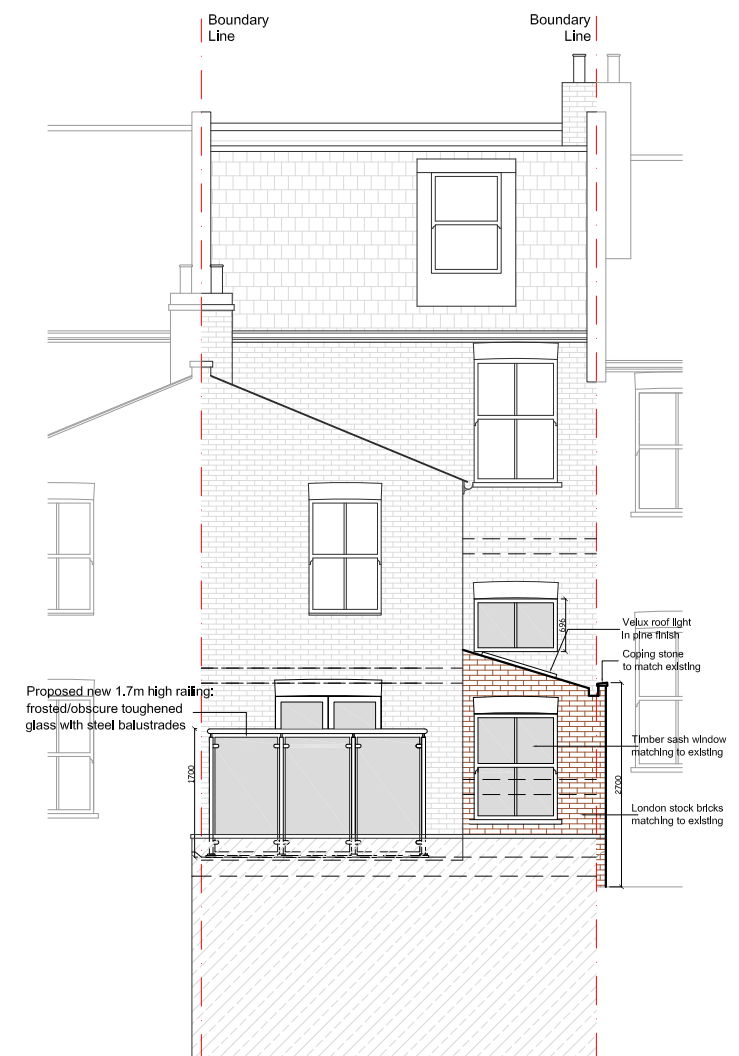 Boundary
Line
Boundary
Line
696
Velux roof light
in pine finish
Coping stone
to match existing
Proposed new 1.7m high railing:
frosted/obscure toughened
glass with steel balustrades
1700
Timber sash window
matching to existing
2700
London stock bricks
matching to existing